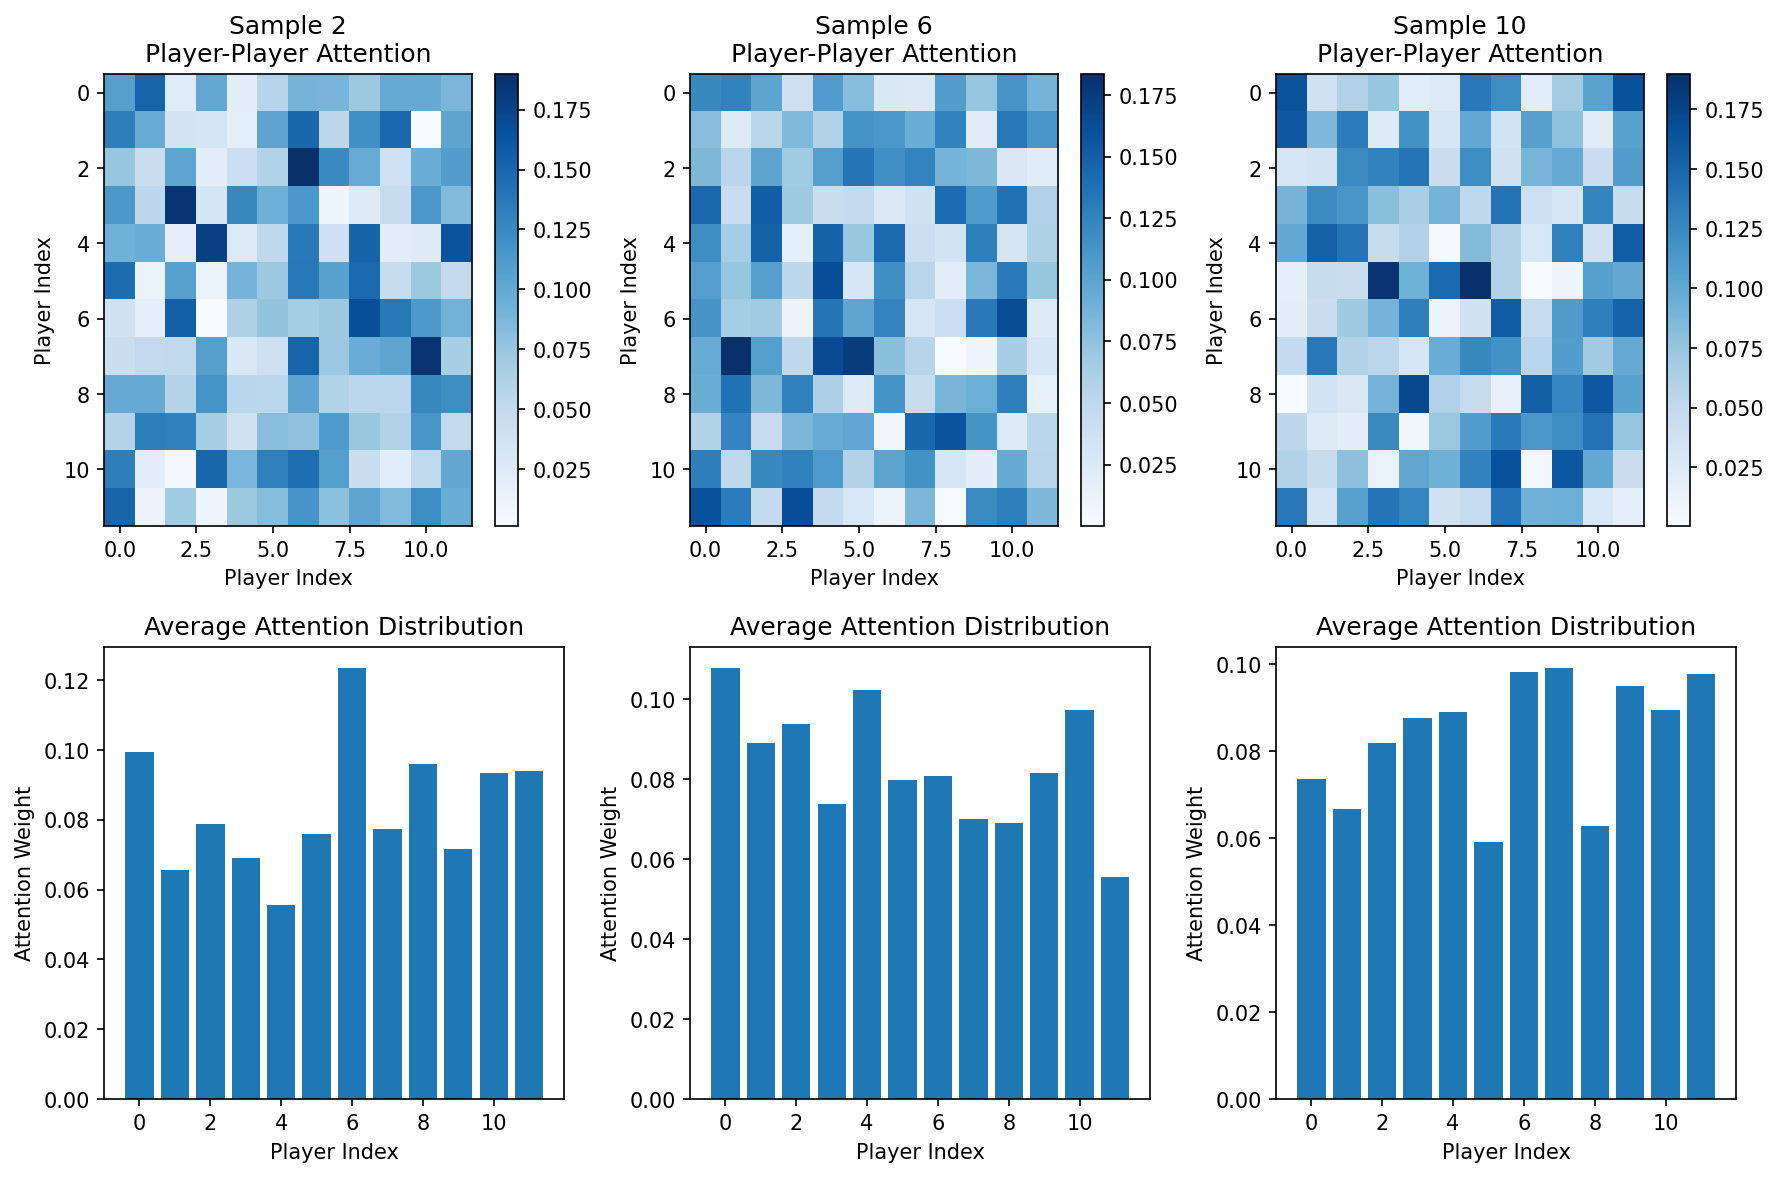 Sample 2
Player-Player Attention
Sample 6
Player-Player Attention
Sample 10
Player-Player Attention
Player Index
0
2
4
6
8
10
0.0 2.5 5.0 7.5 10.0
Player Index
0.175
0.150
0.125
0.100
0.075
0.050
0.025
Player Index
0
2
4
6
8
10
0.0 2.5 5.0 7.5 10.0
Player Index
0.175
0.150
0.125
0.100
0.075
0.050
0.025
Player Index
0
2
4
6
8
10
0.0 2.5 5.0 7.5 10.0
Player Index
0.175
0.150
0.125
0.100
0.075
0.050
0.025
Average Attention Distribution
Attention Weight
0.12
0.10
0.08
0.06
0.04
0.02
0.00
0 2 4 6 8 10
Player Index
Average Attention Distribution
Attention Weight
0.10
0.08
0.06
0.04
0.02
0.00
0 2 4 6 8 10
Player Index
Average Attention Distribution
Attention Weight
0.10
0.08
0.06
0.04
0.02
0.00
0 2 4 6 8 10
Player Index